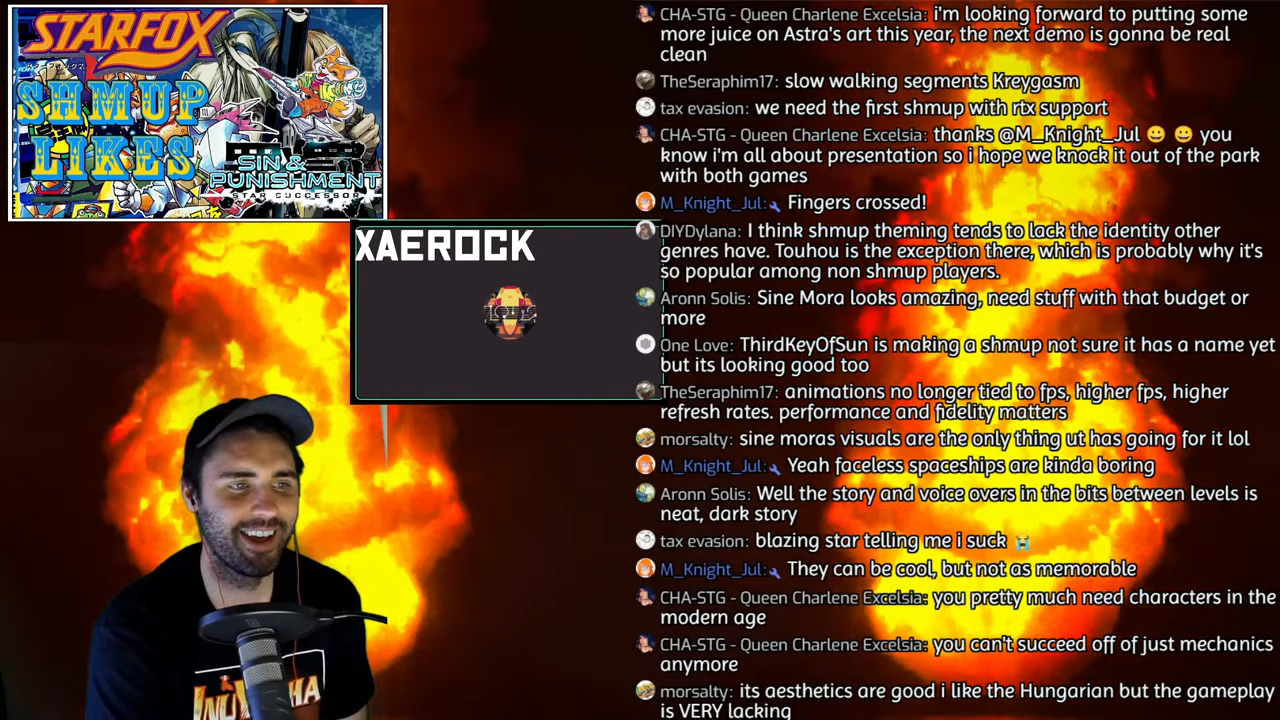 STARFOX
SHMUP
LIKES
SIN &
PUNISHMENT
STAR SUCCESSOR
XAEROCK
CHA-STG - Queen Charlene Excelsia: i'm looking forward to putting some
more juice on Astra's art this year, the next demo is gonna be real
clean
TheSeraphim17: slow walking segments Kreygasm
tax evasion: we need the first shmup with rtx support
CHA-STG - Queen Charlene Excelsia: thanks @M_Knight_Jul 😀 😀 you
know i'm all about presentation so i hope we knock it out of the park
with both games
M_Knight_Jul: Fingers crossed!
DIYDylana: I think shmup theming tends to lack the identity other
genres have. Touhou is the exception there, which is probably why it's
so popular among non shmup players.
Aronn Solis: Sine Mora looks amazing, need stuff with that budget or
more
One Love: ThirdKeyOfSun is making a shmup not sure it has a name yet
but its looking good too
TheSeraphim17: animations no longer tied to fps, higher fps, higher
refresh rates. performance and fidelity matters
morsalty: sine moras visuals are the only thing ut has going for it lol
M_Knight_Jul: Yeah faceless spaceships are kinda boring
Aronn Solis: Well the story and voice overs in the bits between levels is
neat, dark story
tax evasion: blazing star telling me i suck 😭
M_Knight_Jul: They can be cool, but not as memorable
CHA-STG - Queen Charlene Excelsia: you pretty much need characters in the
modern age
CHA-STG - Queen Charlene Excelsia: you can't succeed off of just mechanics
anymore
morsalty: its aesthetics are good i like the Hungarian but the gameplay
is VERY lacking